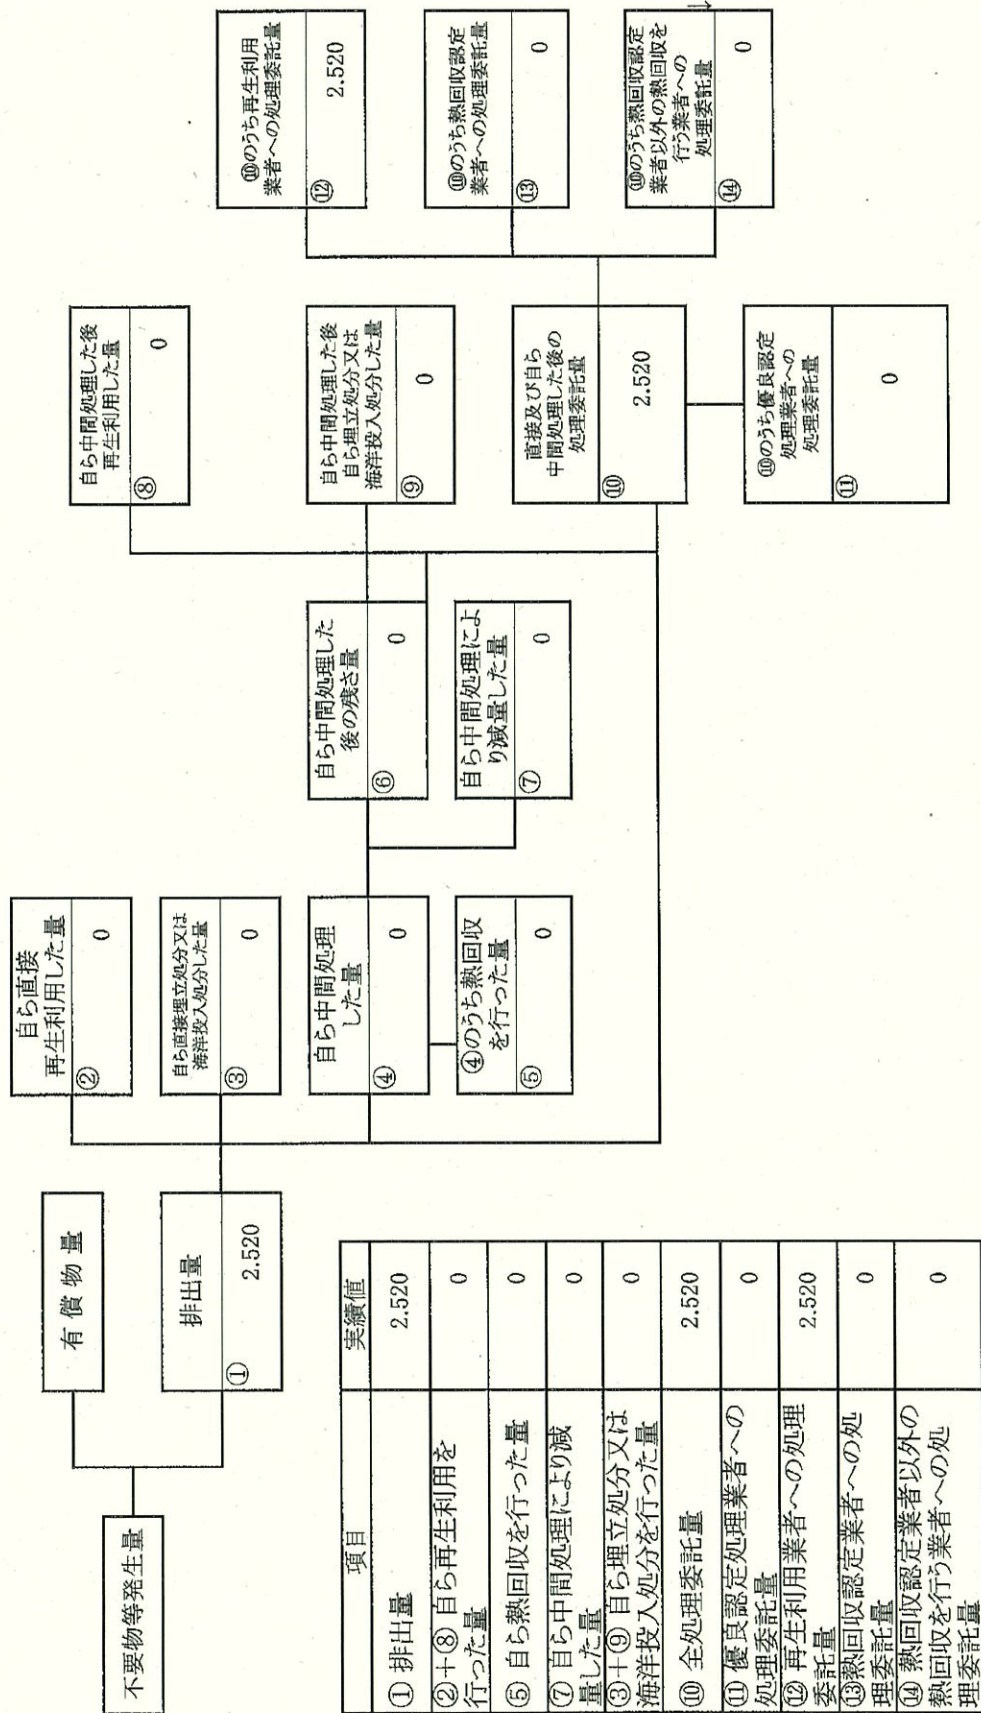 不要物等発生量
有償物量
排出量
① 2.520
自ら直接
再生利用した量
② 0
自ら直接埋立処分又は
海洋投入処分した量
③ 0
自ら中間処理
した量
④ 0
④のうち熱回収
を行った量
⑤ 0
自ら中間処理した
後の残さ量
⑥ 0
自ら中間処理によ
り減量した量
⑦ 0
自ら中間処理した後
再生利用した量
⑧ 0
自ら中間処理した後
自ら埋立処分又は
海洋投入処分した量
⑨ 0
直接及び自ら
中間処理した後の
処理委託量
⑩ 2.520
⑩のうち優良認定
処理業者への
処理委託量
⑪ 0
⑩のうち再生利用
業者への処理委託量
⑫ 2.520
⑩のうち熱回収認定
業者への処理委託量
⑬ 0
⑩のうち熱回収認定
業者以外の熱回収を
行う業者への
処理委託量
⑭ 0
項目 実績値
① 排出量 2.520
②+⑧ 自ら再生利用を
行った量 0
⑤ 自ら熱回収を行った量 0
⑦ 自ら中間処理により減
量した量 0
③+⑨ 自ら埋立処分又は
海洋投入処分を行った量 0
⑩ 全処理委託量 2.520
⑪ 優良認定処理業者への
処理委託量 0
⑫ 再生利用業者への処理
委託量 2.520
⑬熱回収認定業者への処
理委託量 0
⑭ 熱回収認定業者以外の
熱回収を行う業者への処
理委託量 0